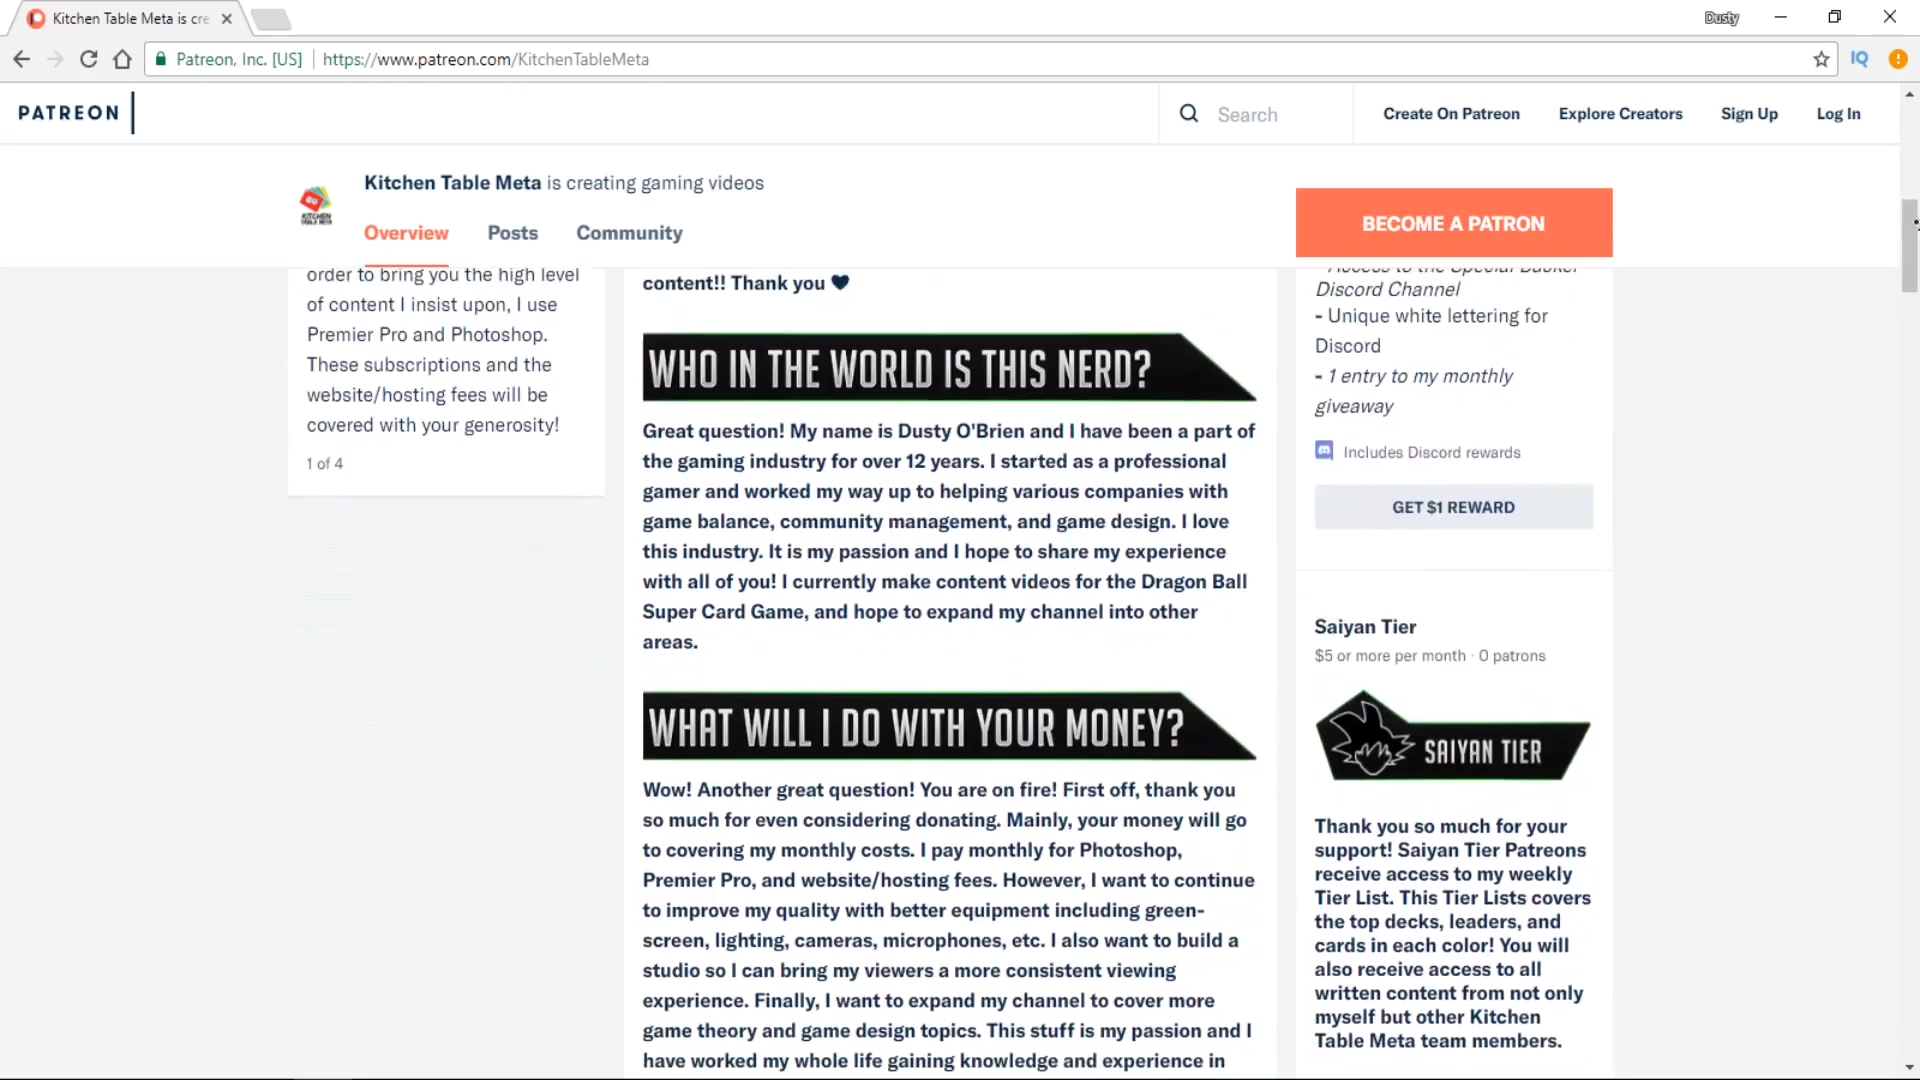 Kitchen Table Meta is cre
Dusty
Patreon, Inc. [US]
https://www.patreon.com/KitchenTableMeta
IQ
PATREON
Search
Create On Patreon
Explore Creators
Sign Up
Log In
KITCHEN
TABLE META
Kitchen Table Meta is creating gaming videos
Overview
Posts
Community
BECOME A PATRON
order to bring you the high level
of content I insist upon, I use
Premier Pro and Photoshop.
These subscriptions and the
website/hosting fees will be
covered with your generosity!
1 of 4
content!! Thank you 🖤
WHO IN THE WORLD IS THIS NERD?
Great question! My name is Dusty O'Brien and I have been a part of
the gaming industry for over 12 years. I started as a professional
gamer and worked my way up to helping various companies with
game balance, community management, and game design. I love
this industry. It is my passion and I hope to share my experience
with all of you! I currently make content videos for the Dragon Ball
Super Card Game, and hope to expand my channel into other
areas.
WHAT WILL I DO WITH YOUR MONEY?
Wow! Another great question! You are on fire! First off, thank you
so much for even considering donating. Mainly, your money will go
to covering my monthly costs. I pay monthly for Photoshop,
Premier Pro, and website/hosting fees. However, I want to continue
to improve my quality with better equipment including green-
screen, lighting, cameras, microphones, etc. I also want to build a
studio so I can bring my viewers a more consistent viewing
experience. Finally, I want to expand my channel to cover more
game theory and game design topics. This stuff is my passion and I
have worked my whole life gaining knowledge and experience in
Discord Channel
- Unique white lettering for
Discord
- 1 entry to my monthly
giveaway
Includes Discord rewards
GET $1 REWARD
Saiyan Tier
$5 or more per month · 0 patrons
SAIYAN TIER
Thank you so much for your
support! Saiyan Tier Patreons
receive access to my weekly
Tier List. This Tier Lists covers
the top decks, leaders, and
cards in each color! You will
also receive access to all
written content from not only
myself but other Kitchen
Table Meta team members.